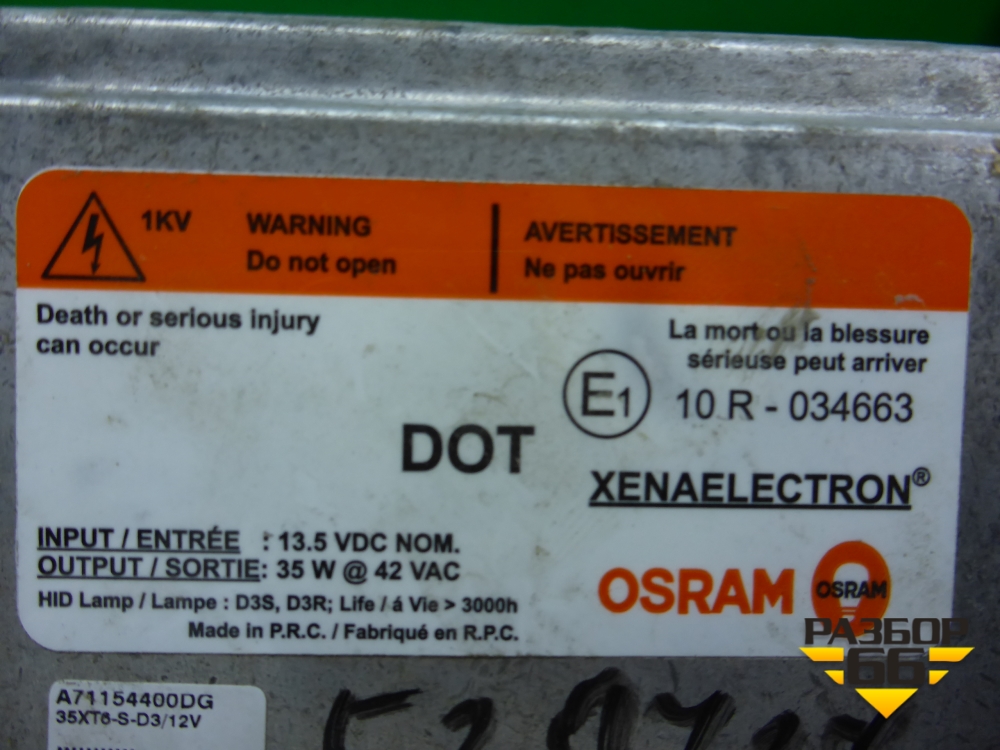 1KV
WARNING
Do not open
AVERTISSEMENT
Ne pas ouvrir
Death or serious injury
can occur
La mort ou la blessure
sérieuse peut arriver
E1
10 R - 034663
DOT
XENAELECTRON®
INPUT / ENTRÉE : 13.5 VDC NOM.
OUTPUT / SORTIE: 35 W @ 42 VAC
HID Lamp / Lampe : D3S, D3R; Life / á Vie > 3000h
Made in P.R.C. / Fabriqué en R.P.C.
OSRAM
OSRAM
РАЗБОР
66
A71154400DG
35XT6-S-D3/12V